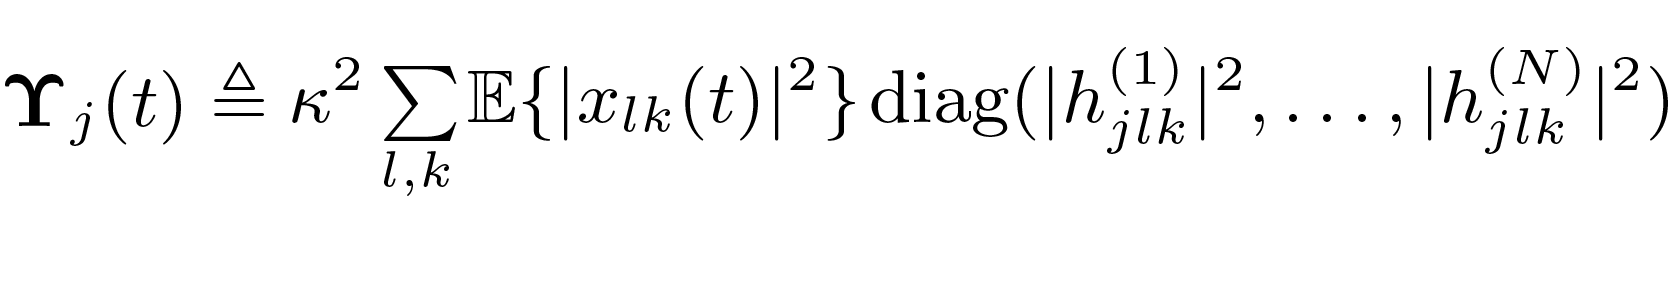 𝚼_j(t) ≜ κ^2 ∑_{l,k} 𝔼{|x_{lk}(t)|^2} diag(|h_{jlk}^{(1)}|^2, . . . , |h_{jlk}^{(N)}|^2)